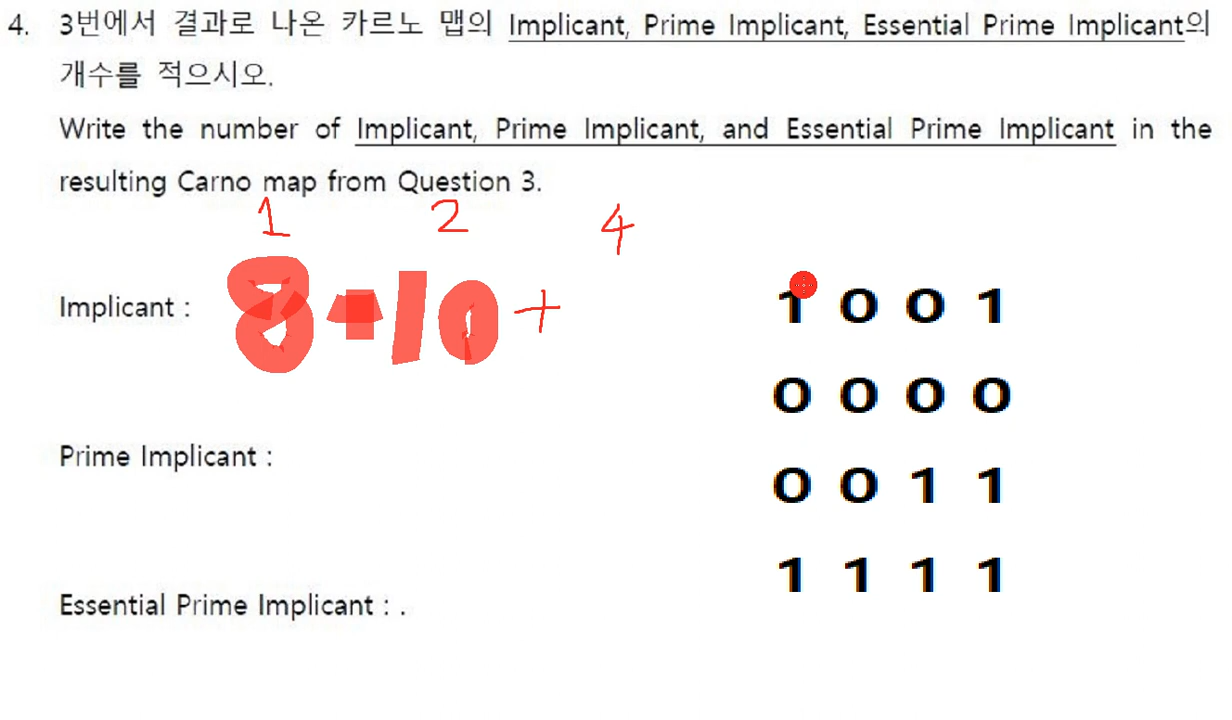 4. 3번에서 결과로 나온 카르노 맵의 Implicant, Prime Implicant, Essential Prime Implicant의
개수를 적으시오.
Write the number of Implicant, Prime Implicant, and Essential Prime Implicant in the
resulting Carno map from Question 3.
1 2 4
Implicant : 8 10 +
1 0 0 1
0 0 0 0
Prime Implicant :
0 0 1 1
1 1 1 1
Essential Prime Implicant : .